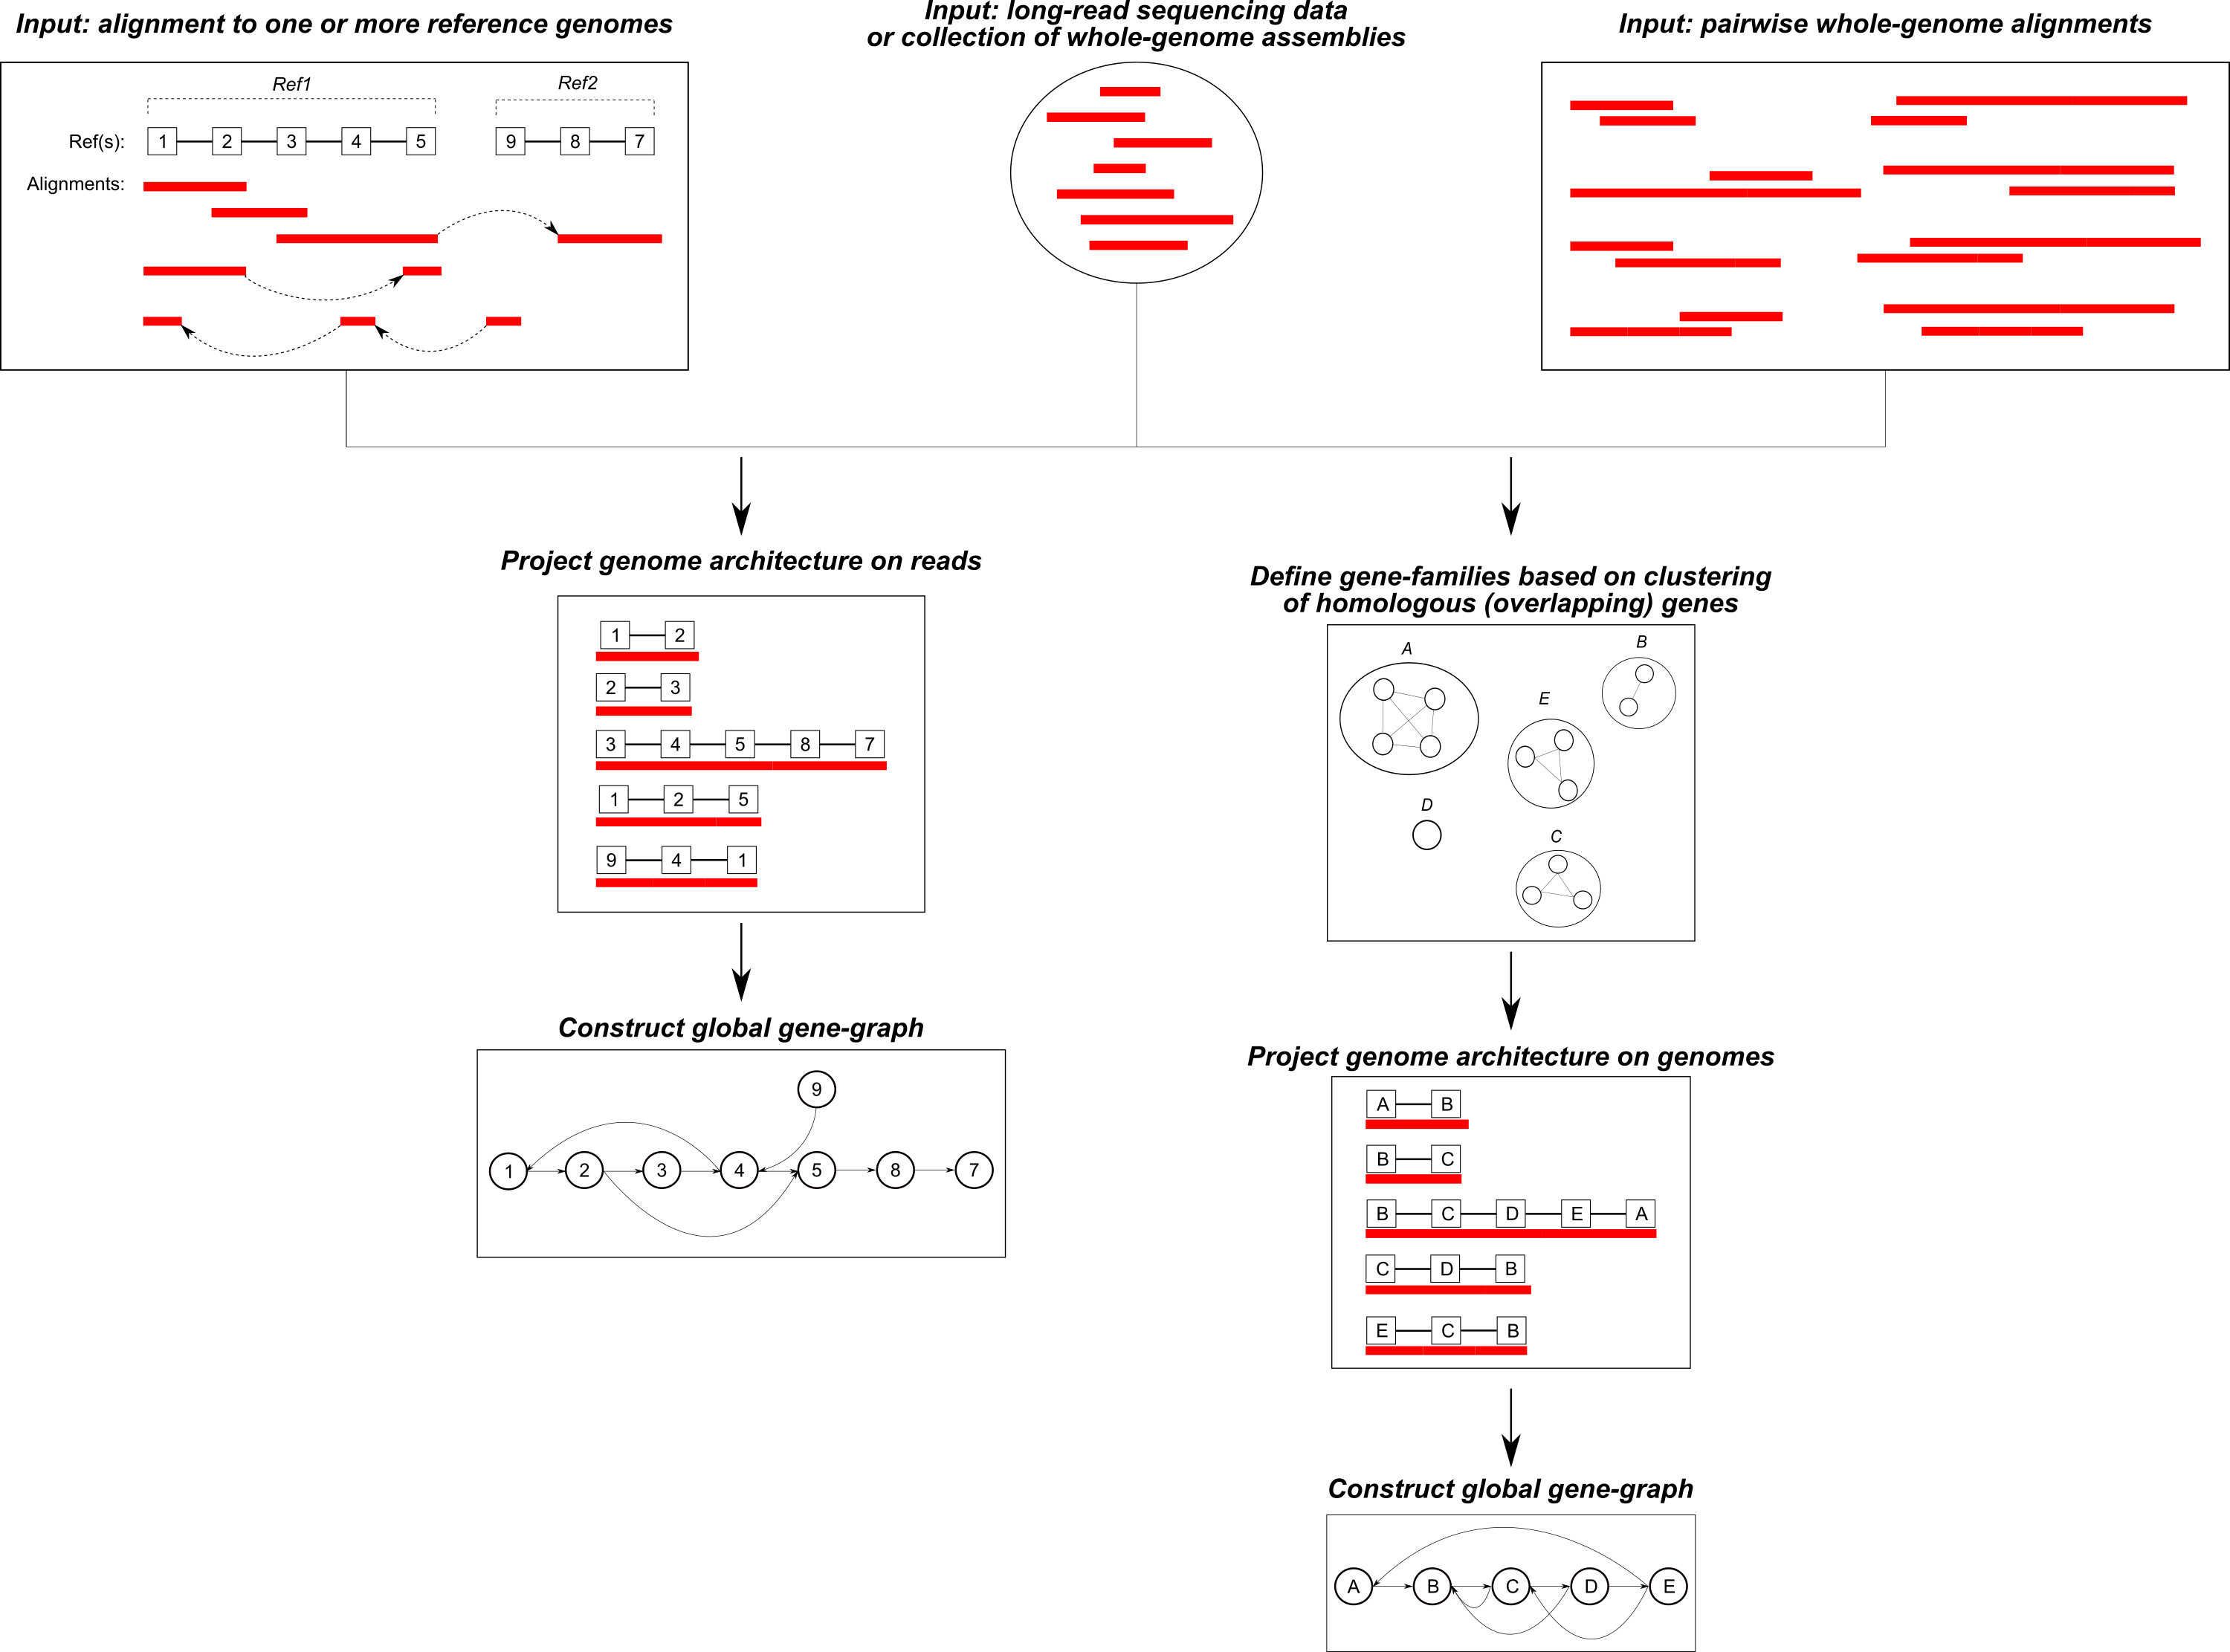 Input: alignment to one or more reference genomes
Input: long-read sequencing data
or collection of whole-genome assemblies
Input: pairwise whole-genome alignments
Ref1 Ref2
Ref(s): 1 2 3 4 5 9 8 7
Alignments:
Project genome architecture on reads
1 2
2 3
3 4 5 8 7
1 2 5
9 4 1
Construct global gene-graph
9
1 2 3 4 5 8 7
Define gene-families based on clustering
of homologous (overlapping) genes
A
B
E
D
C
Project genome architecture on genomes
A B
B C
B C D E A
C D B
E C B
Construct global gene-graph
A B C D E